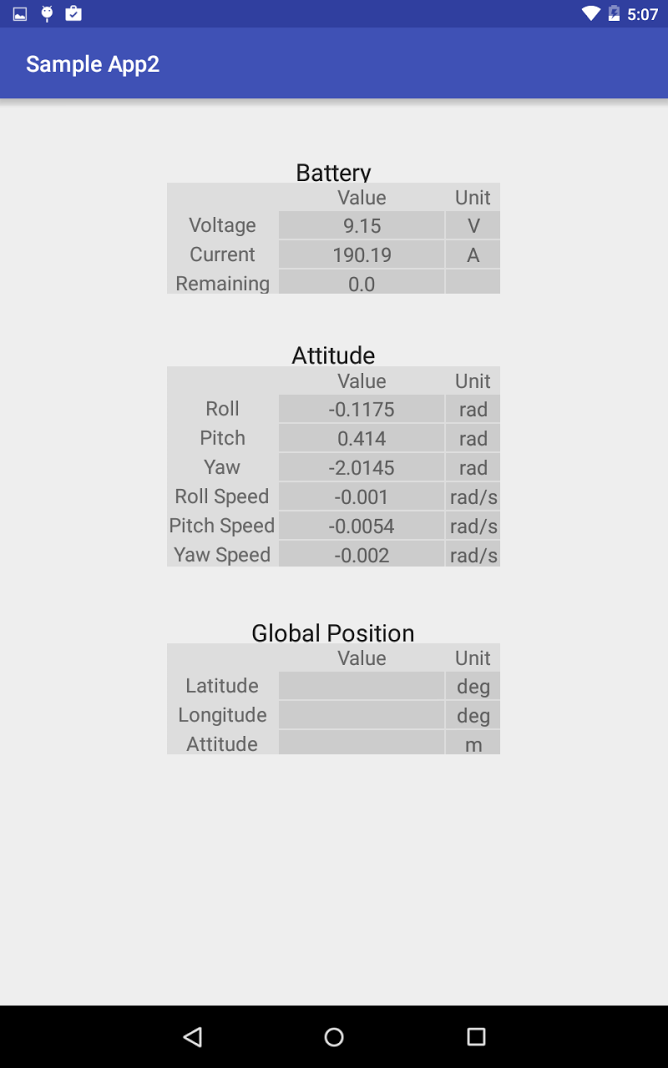 5:07
Sample App2
Battery
Value Unit
Voltage 9.15 V
Current 190.19 A
Remaining 0.0
Attitude
Value Unit
Roll -0.1175 rad
Pitch 0.414 rad
Yaw -2.0145 rad
Roll Speed -0.001 rad/s
Pitch Speed -0.0054 rad/s
Yaw Speed -0.002 rad/s
Global Position
Value Unit
Latitude deg
Longitude deg
Attitude m